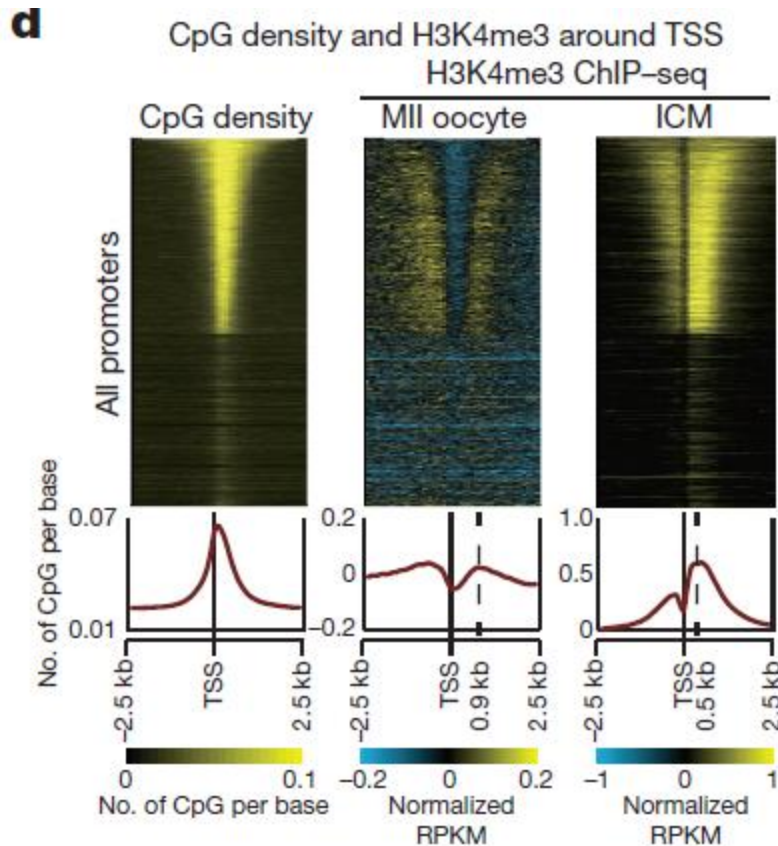 d
CpG density and H3K4me3 around TSS
H3K4me3 ChIP–seq
CpG density
MII oocyte
ICM
All promoters
No. of CpG per base
0.07
0.01
0.2
0
–0.2
1.0
0.5
0
–2.5 kb
TSS
2.5 kb
–2.5 kb
TSS
0.9 kb
2.5 kb
–2.5 kb
TSS
0.5 kb
2.5 kb
0 0.1
No. of CpG per base
–0.2 0 0.2
Normalized
RPKM
–1 0 1
Normalized
RPKM